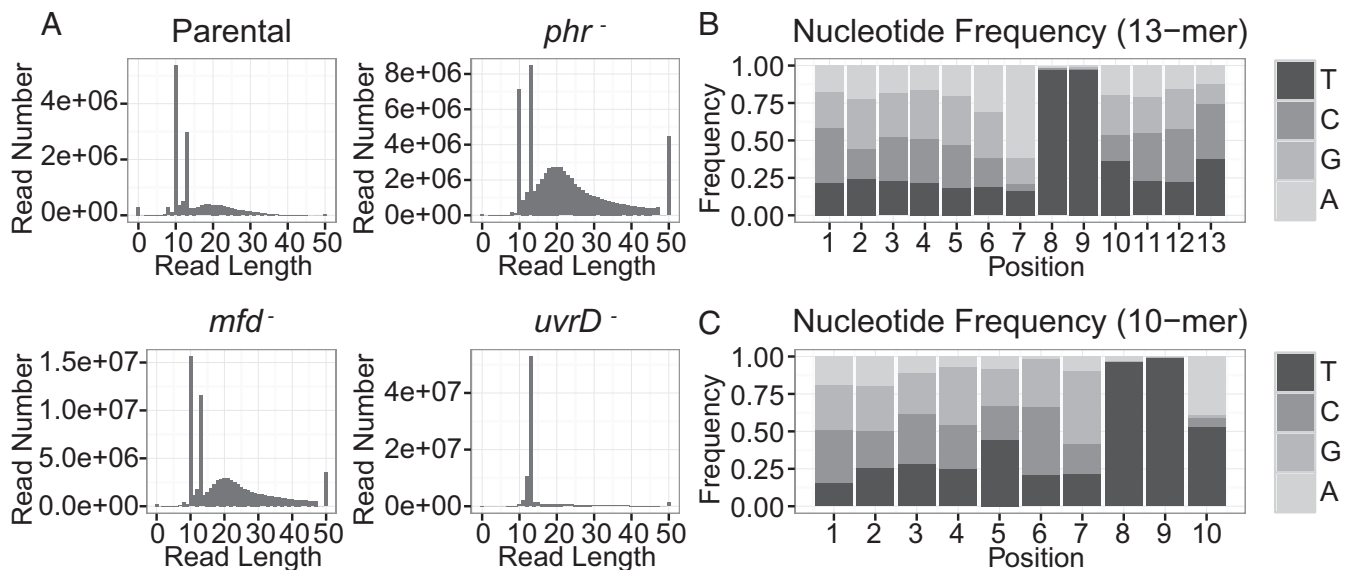 A
Parental
Read Number
4e+06
2e+06
0e+00
0 10 20 30 40 50
Read Length
phr -
Read Number
8e+06
6e+06
4e+06
2e+06
0e+00
0 10 20 30 40 50
Read Length
B
Nucleotide Frequency (13−mer)
Frequency
1.00
0.75
0.50
0.25
0.00
1 2 3 4 5 6 7 8 9 10 11 12 13
Position
T
C
G
A
mfd -
Read Number
1.5e+07
1.0e+07
5.0e+06
0.0e+00
0 10 20 30 40 50
Read Length
uvrD -
Read Number
4e+07
2e+07
0e+00
0 10 20 30 40 50
Read Length
C
Nucleotide Frequency (10−mer)
Frequency
1.00
0.75
0.50
0.25
0.00
1 2 3 4 5 6 7 8 9 10
Position
T
C
G
A